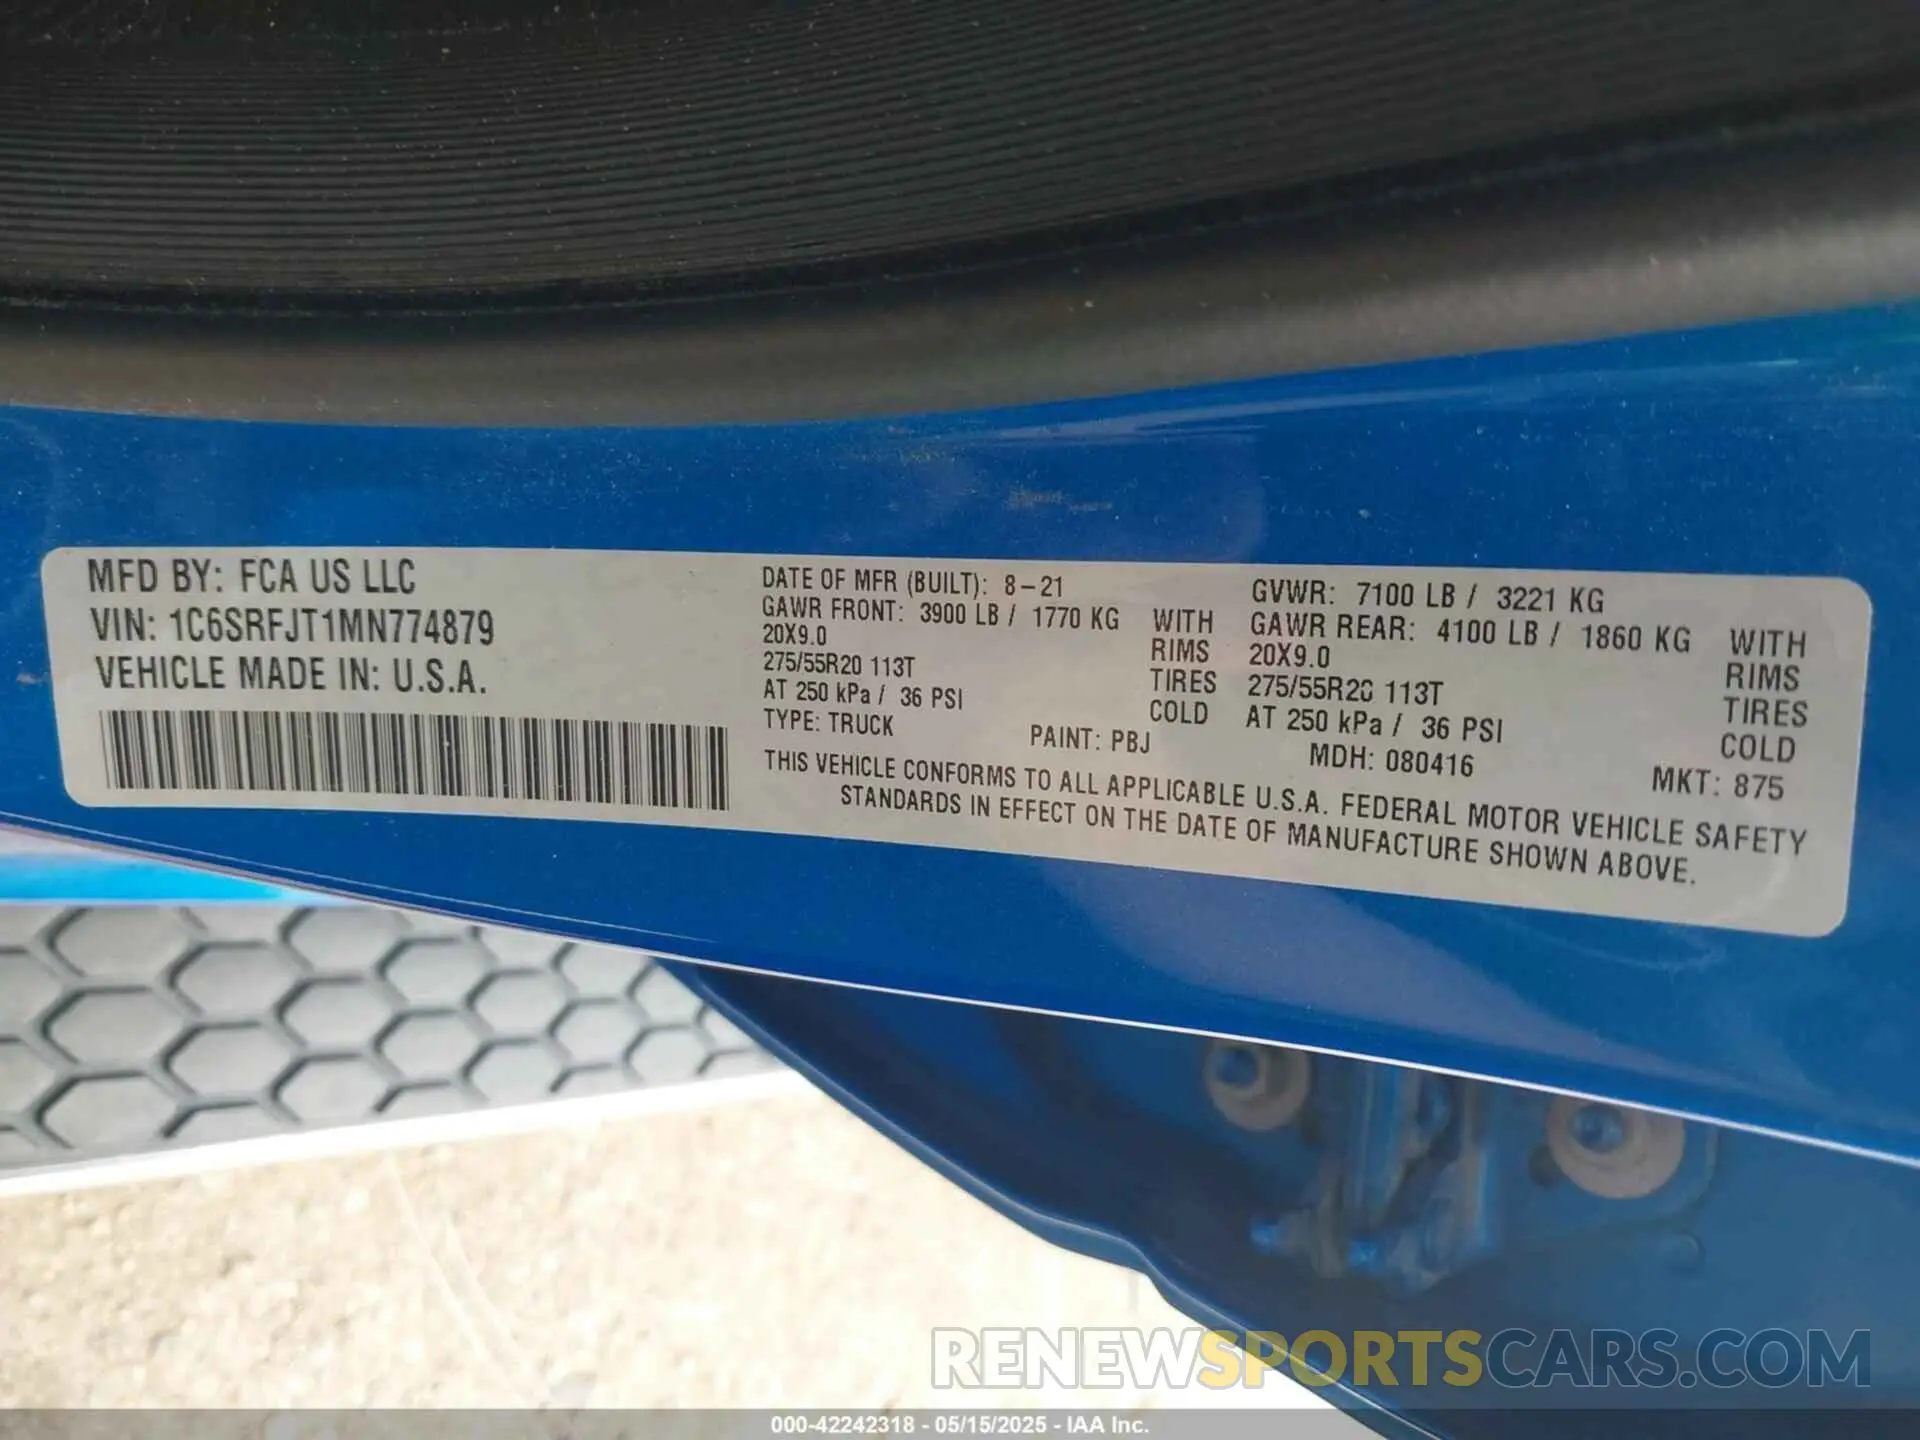 MFD BY: FCA US LLC
VIN: 1C6SRFJT1MN774879
VEHICLE MADE IN: U.S.A.
DATE OF MFR (BUILT): 8-21
GAWR FRONT: 3900 LB / 1770 KG WITH
20X9.0 RIMS
275/55R20 113T TIRES
AT 250 kPa / 36 PSI COLD
TYPE: TRUCK
PAINT: PBJ
GVWR: 7100 LB / 3221 KG
GAWR REAR: 4100 LB / 1860 KG WITH
20X9.0 RIMS
275/55R20 113T TIRES
AT 250 kPa / 36 PSI COLD
MDH: 080416
MKT: 875
THIS VEHICLE CONFORMS TO ALL APPLICABLE U.S.A. FEDERAL MOTOR VEHICLE SAFETY
STANDARDS IN EFFECT ON THE DATE OF MANUFACTURE SHOWN ABOVE.
RENEWSPORTSCARS.COM
000-42242318 - 05/15/2025 - IAA Inc.